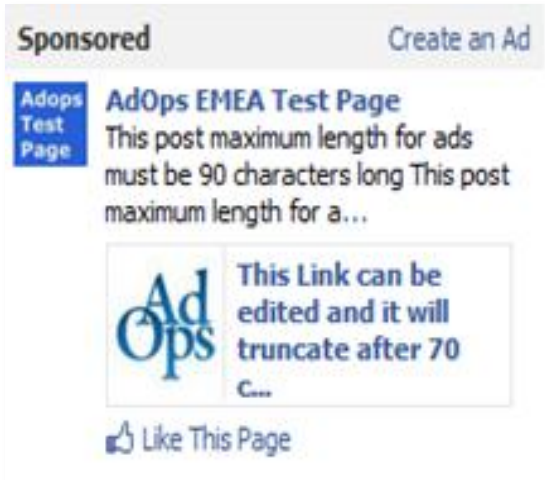 Sponsored Create an Ad
Adops
Test
Page
AdOps EMEA Test Page
This post maximum length for ads
must be 90 characters long This post
maximum length for a...
Ad
Ops
This Link can be
edited and it will
truncate after 70
c...
Like This Page